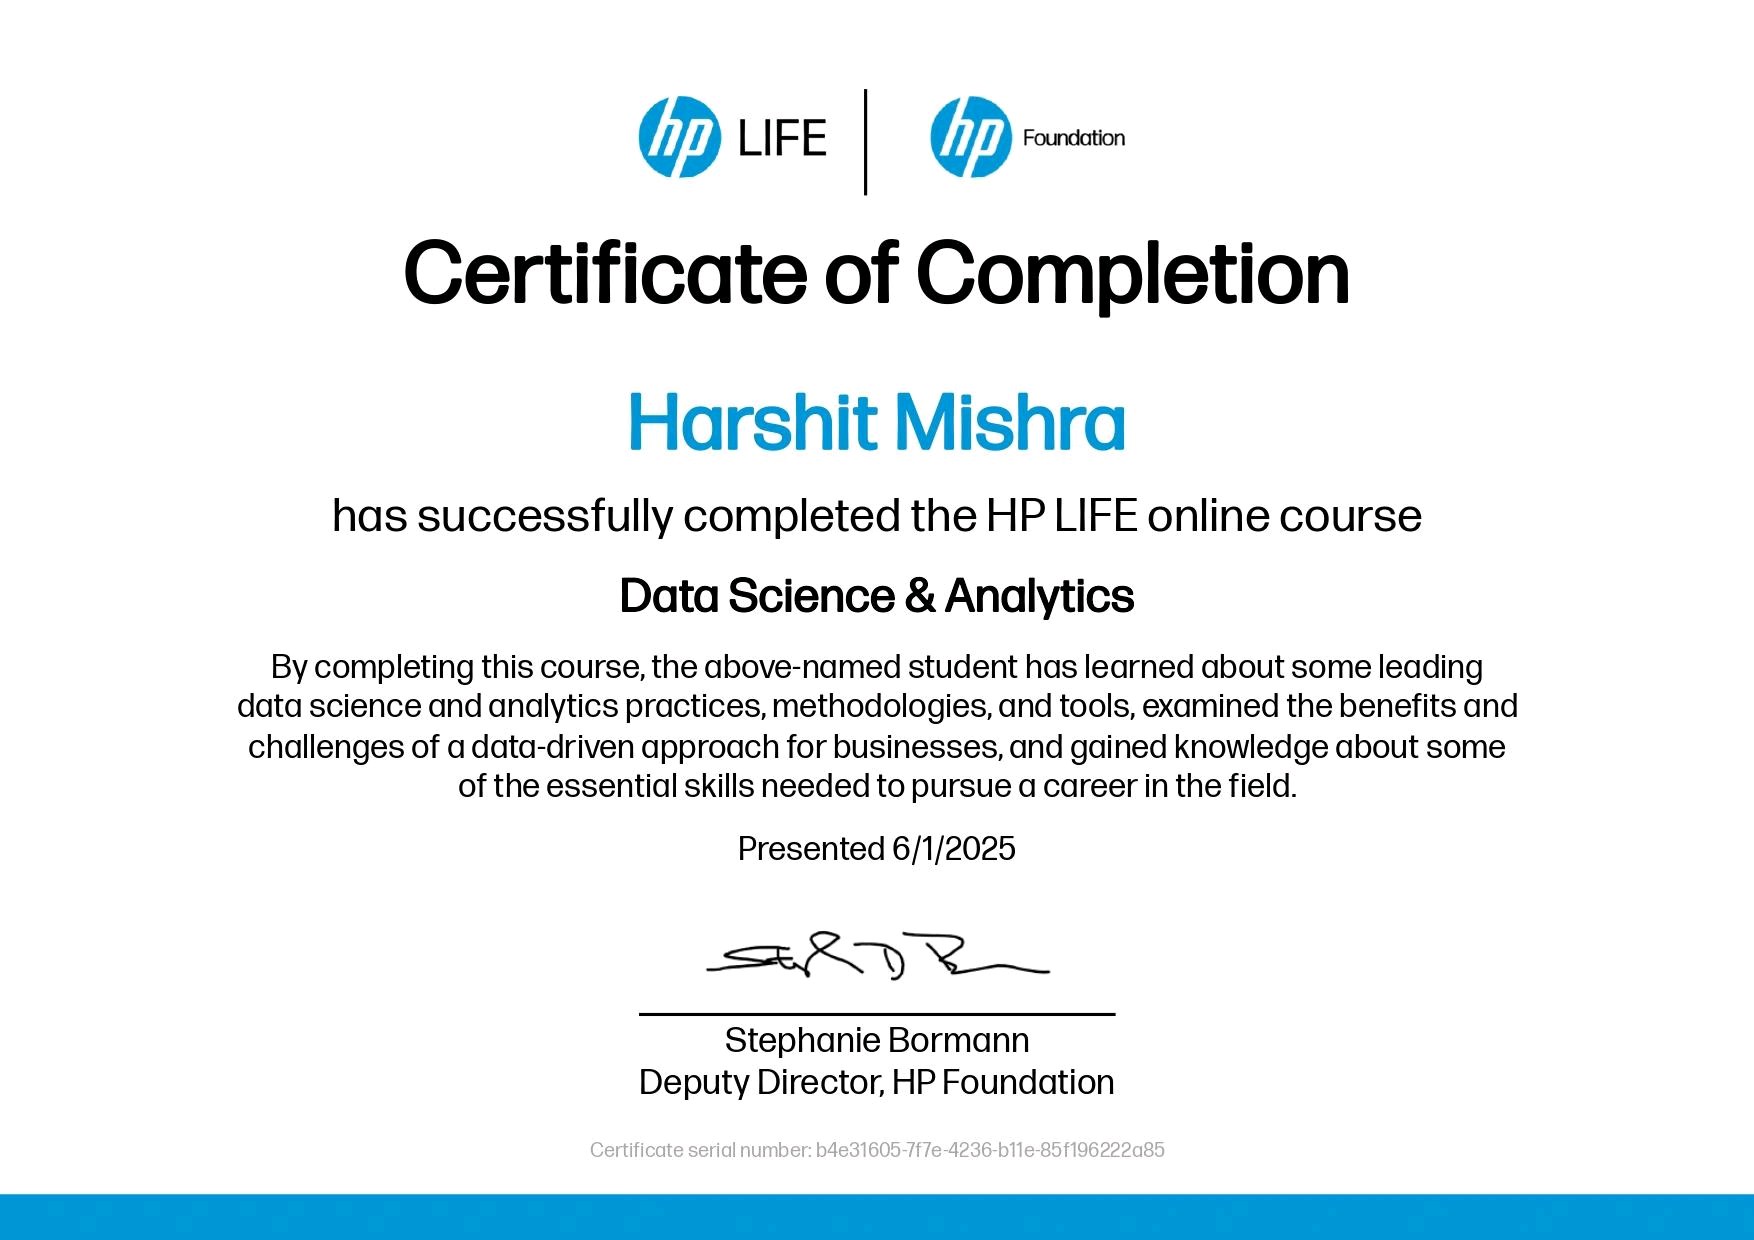 hp LIFE hp Foundation
Certificate of Completion
Harshit Mishra
has successfully completed the HP LIFE online course
Data Science & Analytics
By completing this course, the above-named student has learned about some leading
data science and analytics practices, methodologies, and tools, examined the benefits and
challenges of a data-driven approach for businesses, and gained knowledge about some
of the essential skills needed to pursue a career in the field.
Presented 6/1/2025
Stephanie Bormann
Deputy Director, HP Foundation
Certificate serial number: b4e31605-7f7e-4236-b11e-85f196222a85